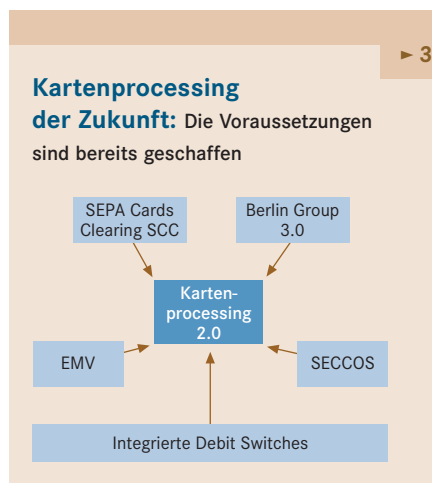 ► 3
Kartenprocessing
der Zukunft: Die Voraussetzungen
sind bereits geschaffen
SEPA Cards
Clearing SCC
Berlin Group
3.0
Karten-
processing
2.0
EMV
SECCOS
Integrierte Debit Switches